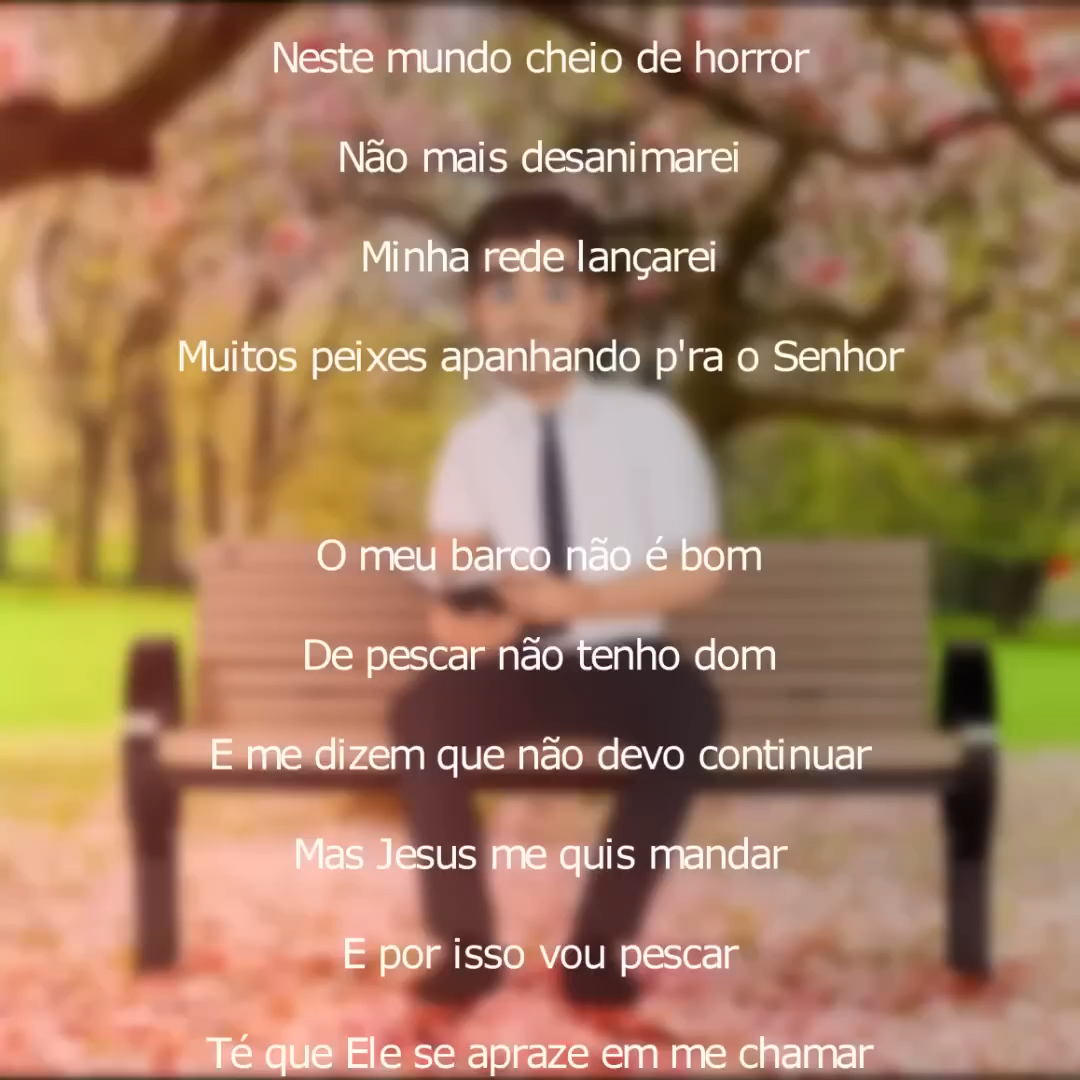 Neste mundo cheio de horror
Não mais desanimarei
Minha rede lançarei
Muitos peixes apanhando p'ra o Senhor
O meu barco não é bom
De pescar não tenho dom
E me dizem que não devo continuar
Mas Jesus me quis mandar
E por isso vou pescar
Té que Ele se apraze em me chamar